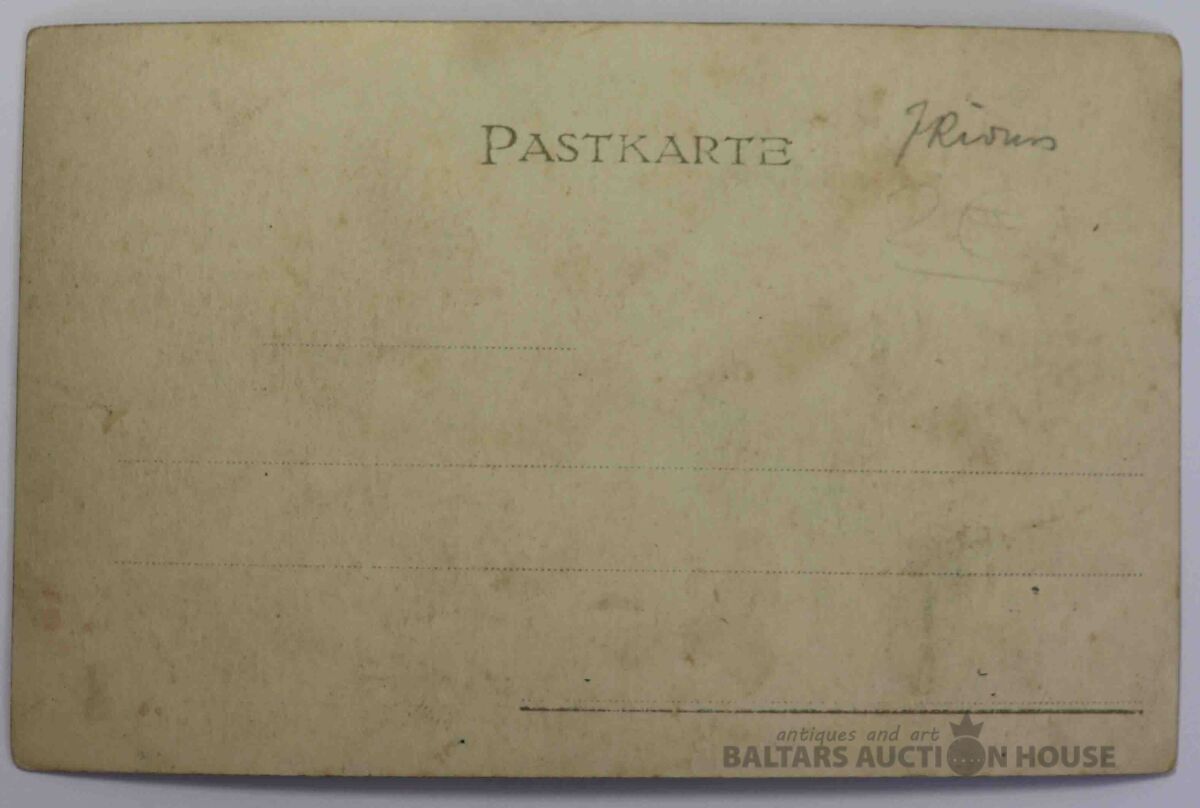 PASTKARTE
antiques and art
BALTARS AUCTION HOUSE